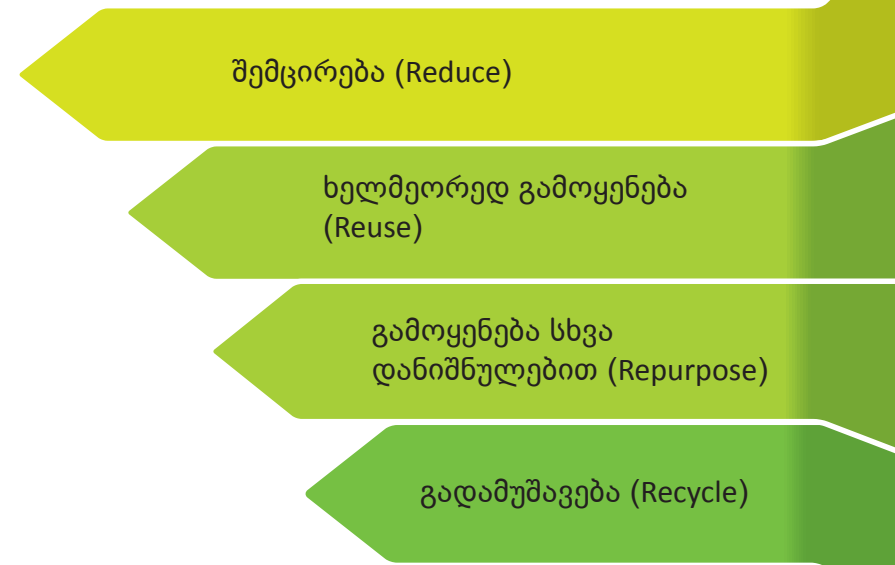 შემცირება (Reduce)
ხელმეორედ გამოყენება
(Reuse)
გამოყენება სხვა
დანიშნულებით (Repurpose)
გადამუშავება (Recycle)